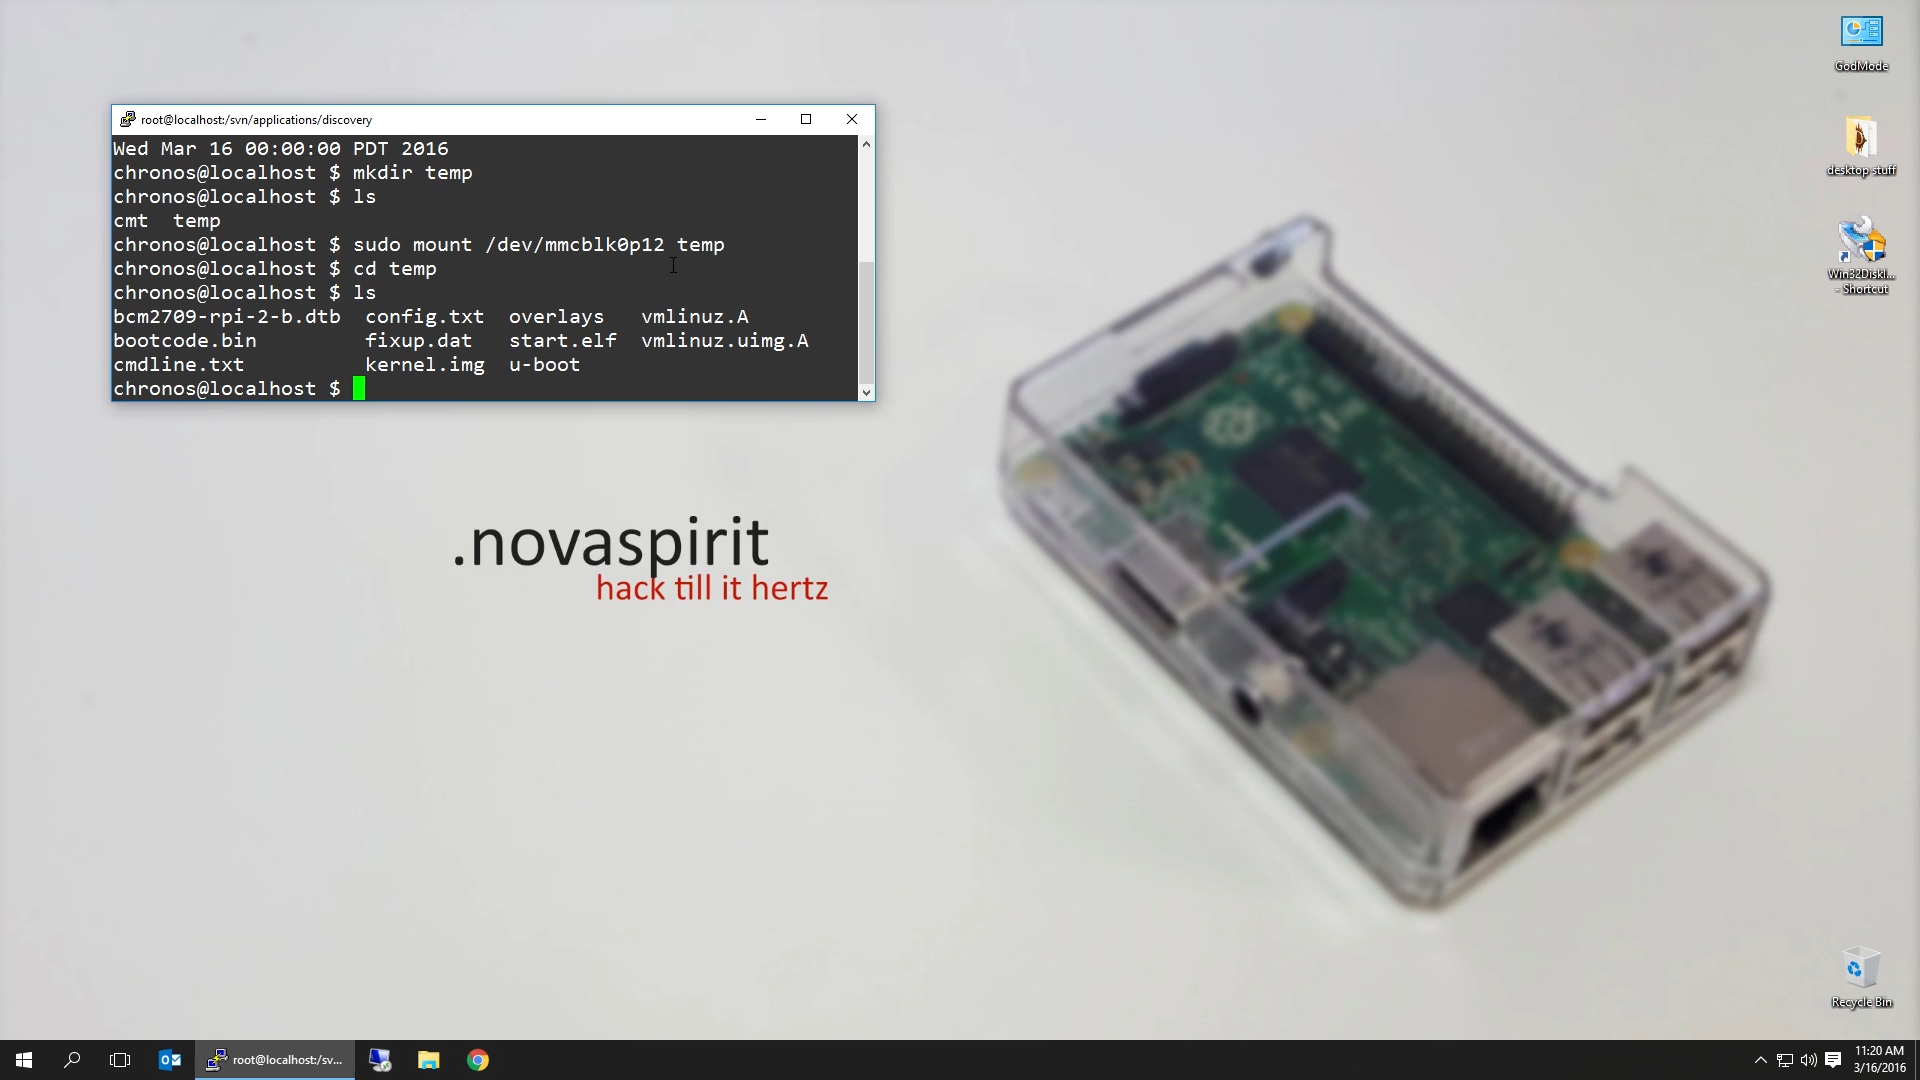 root@localhost:/svn/applications/discovery
Wed Mar 16 00:00:00 PDT 2016
chronos@localhost $ mkdir temp
chronos@localhost $ ls
cmt  temp
chronos@localhost $ sudo mount /dev/mmcblk0p12 temp
chronos@localhost $ cd temp
chronos@localhost $ ls
bcm2709-rpi-2-b.dtb  config.txt  overlays   vmlinuz.A
bootcode.bin         fixup.dat   start.elf  vmlinuz.uimg.A
cmdline.txt          kernel.img  u-boot
chronos@localhost $
.novaspirit
hack till it hertz
GodMode
desktop stuff
Win32DiskI...
- Shortcut
Recycle Bin
root@localhost:/sv...
11:20 AM
3/16/2016